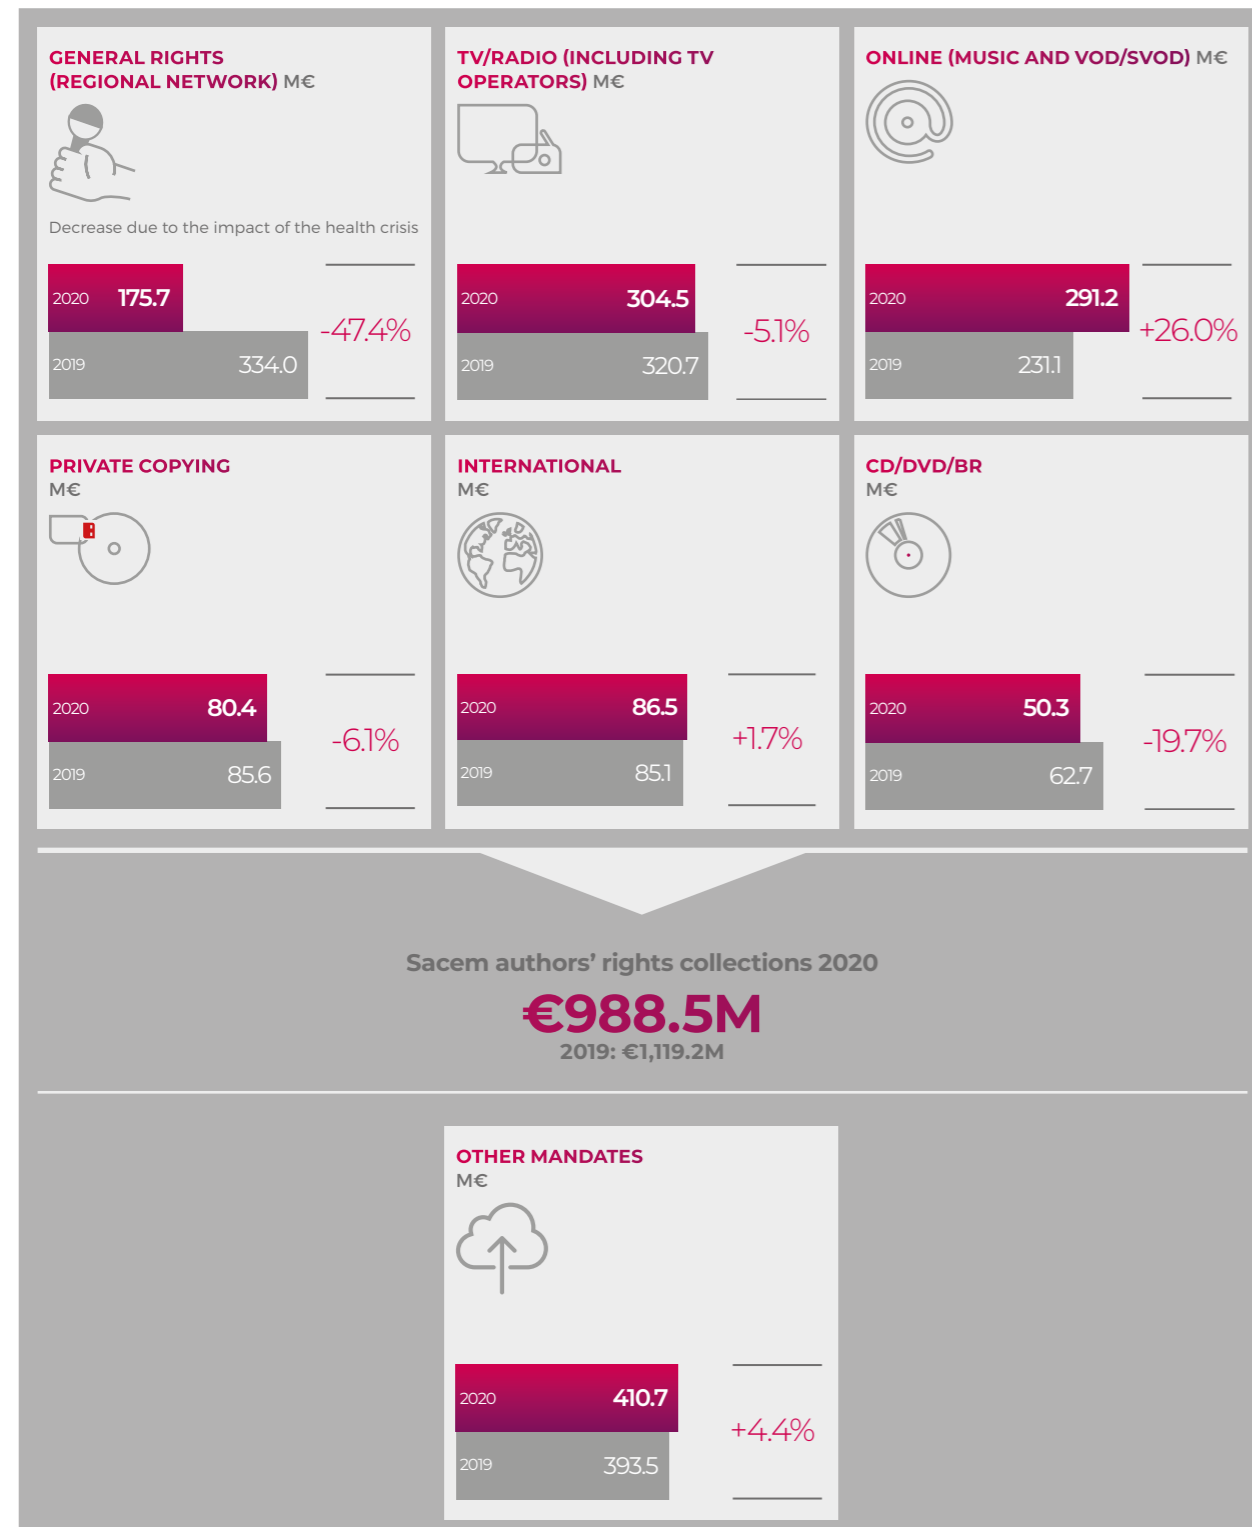 GENERAL RIGHTS
(REGIONAL NETWORK) M€
Decrease due to the impact of the health crisis
2020 175.7
2019 334.0
-47.4%
TV/RADIO (INCLUDING TV
OPERATORS) M€
2020 304.5
2019 320.7
-5.1%
ONLINE (MUSIC AND VOD/SVOD) M€
2020 291.2
2019 231.1
+26.0%
PRIVATE COPYING
M€
2020 80.4
2019 85.6
-6.1%
INTERNATIONAL
M€
2020 86.5
2019 85.1
+1.7%
CD/DVD/BR
M€
2020 50.3
2019 62.7
-19.7%
Sacem authors’ rights collections 2020
€988.5M
2019: €1,119.2M
OTHER MANDATES
M€
2020 410.7
2019 393.5
+4.4%